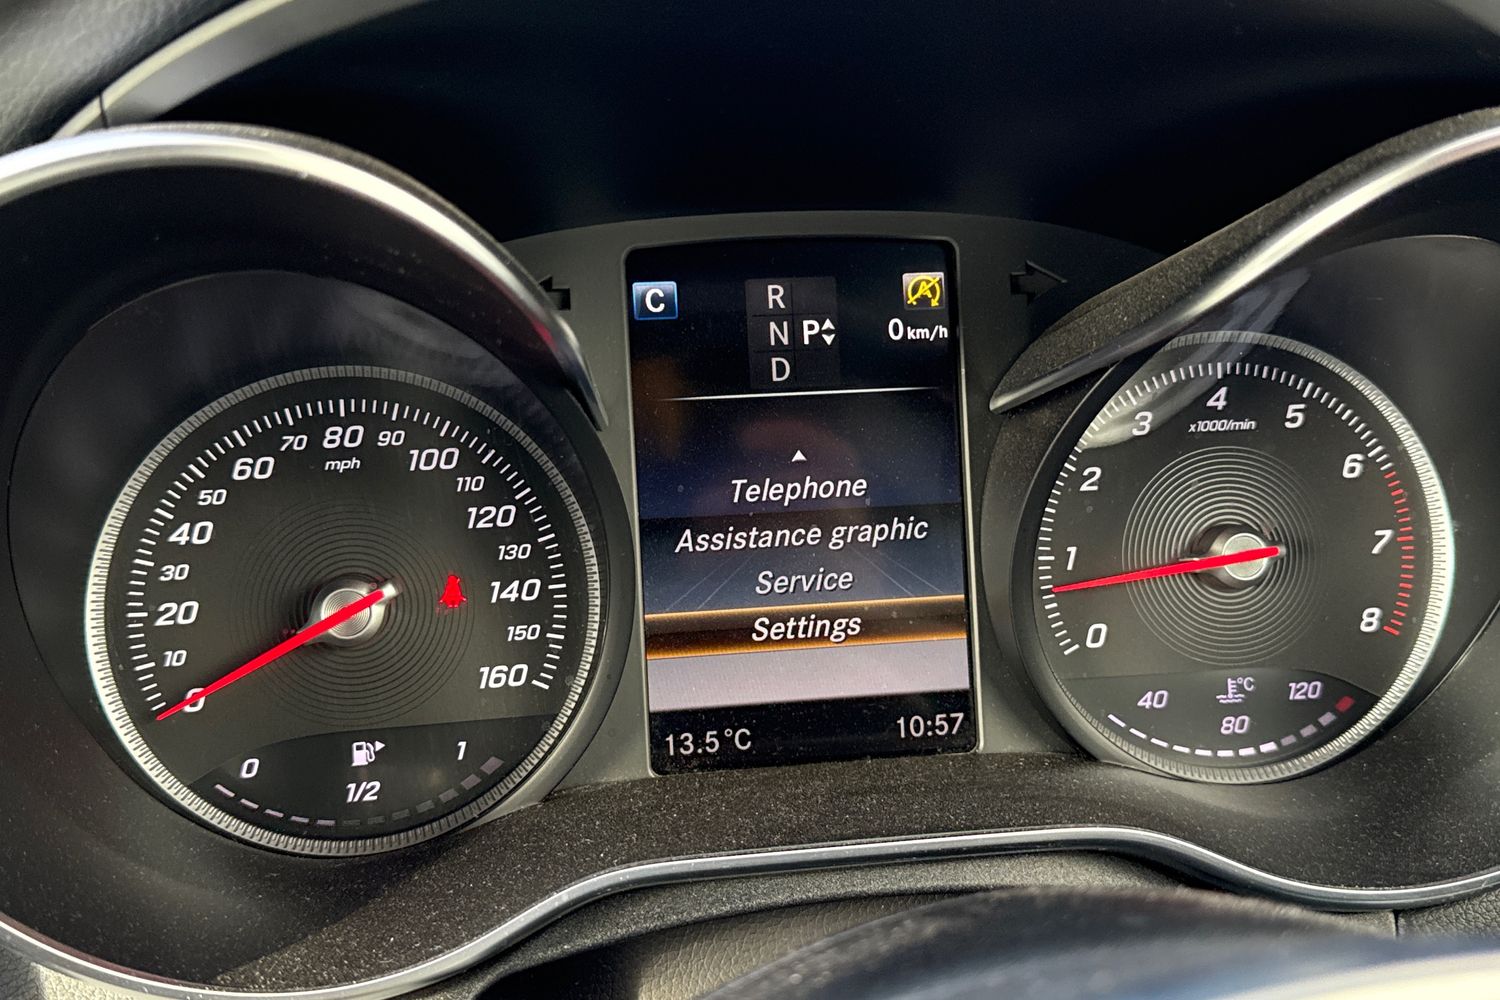 C
R
N P
D
A
0 km/h
Telephone
Assistance graphic
Service
Settings
13.5°C
10:57
0
10
20
30
40
50
60
70
80
90
100
110
120
130
140
150
160
mph
0
1/2
1
0
1
2
3
4
5
6
7
8
x1000/min
40
80
120
°C